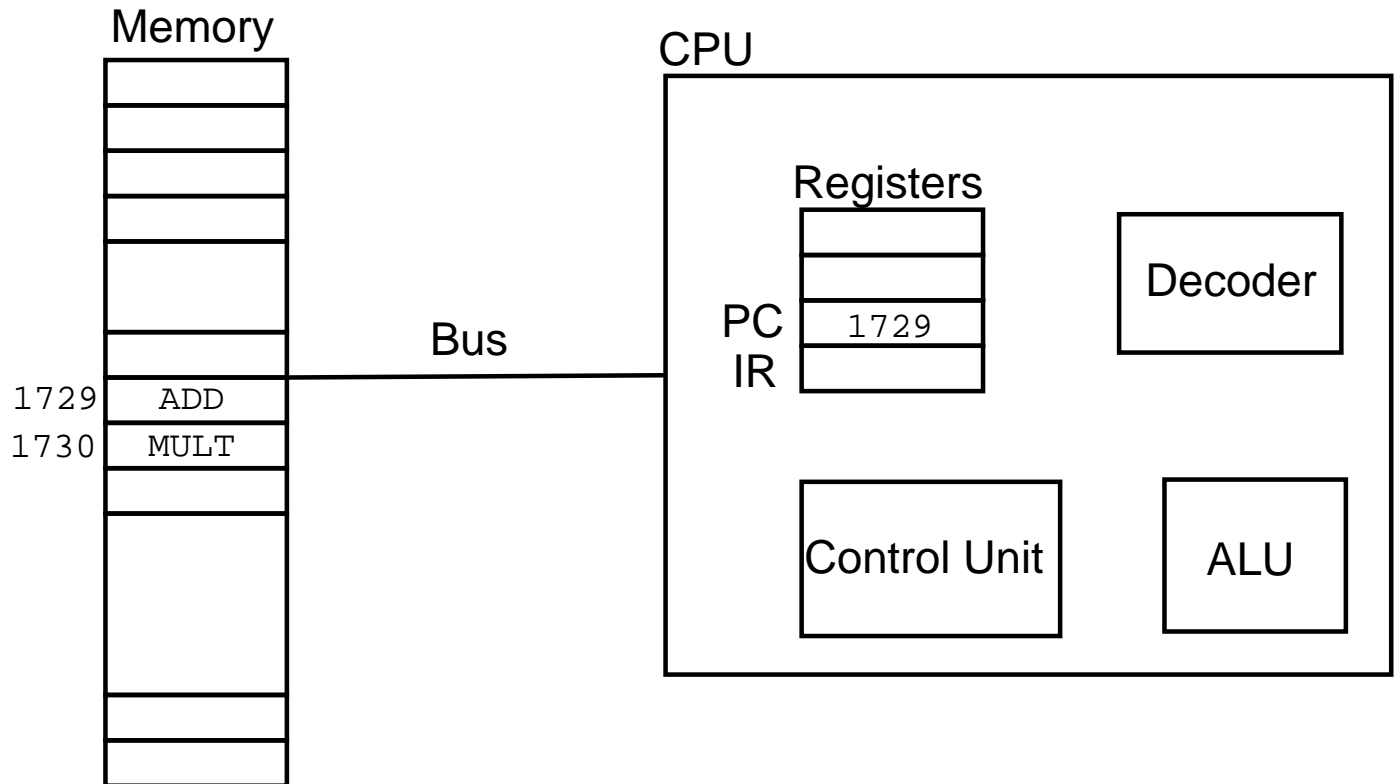 Memory
CPU
Registers
Decoder
PC 1729
Bus
IR
1729 ADD
1730 MULT
Control Unit
ALU